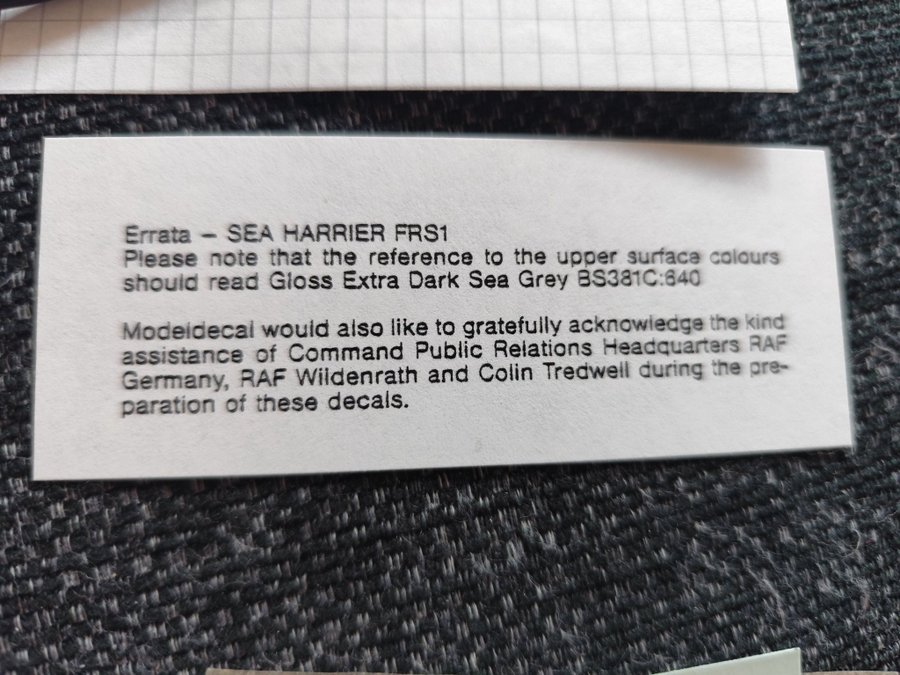 Errata – SEA HARRIER FRS1
Please note that the reference to the upper surface colours
should read Gloss Extra Dark Sea Grey BS381C:640
Modeldecal would also like to gratefully acknowledge the kind
assistance of Command Public Relations Headquarters RAF
Germany, RAF Wildenrath and Colin Tredwell during the pre-
paration of these decals.